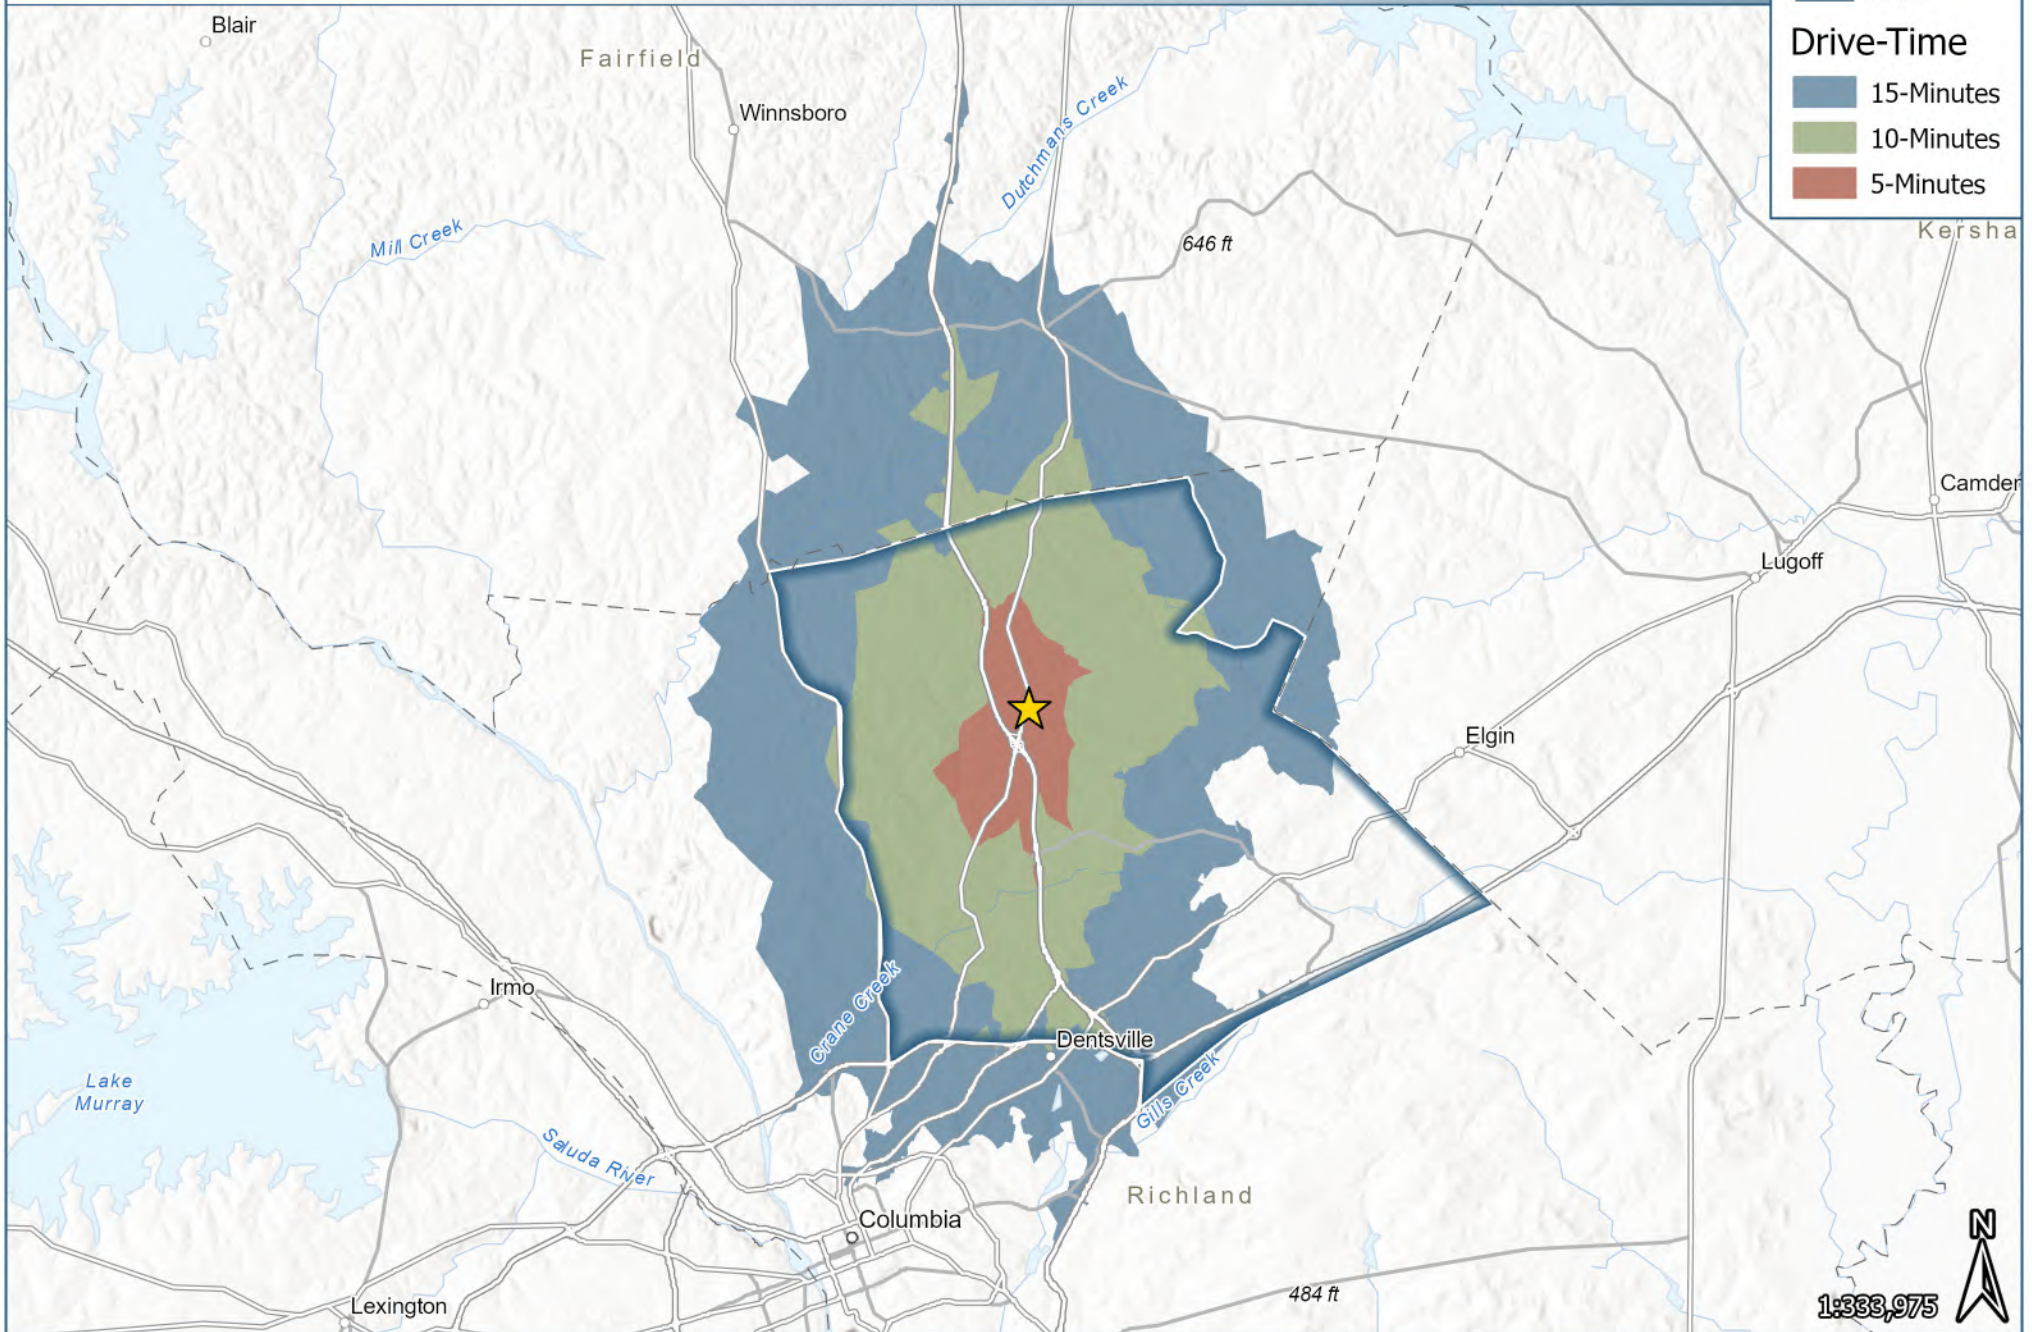 Blair
Fairfield
Winnsboro
Dutchmans Creek
Mill Creek
646 ft
Drive-Time
15-Minutes
10-Minutes
5-Minutes
Kersha
Camder
Lugoff
Elgin
Irmo
Crane Creek
Dentsville
Gills Creek
Lake
Murray
Saluda River
Richland
Columbia
Lexington
484 ft
N
1:333,975